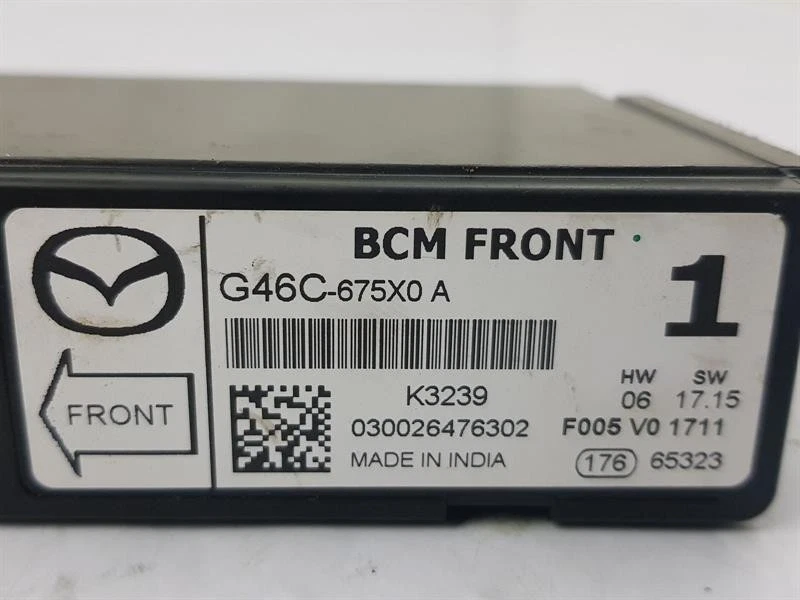 BCM FRONT
G46C-675X0 A
1
FRONT
K3239
030026476302
MADE IN INDIA
HW SW
06 17.15
F005 V0 1711
176 65323